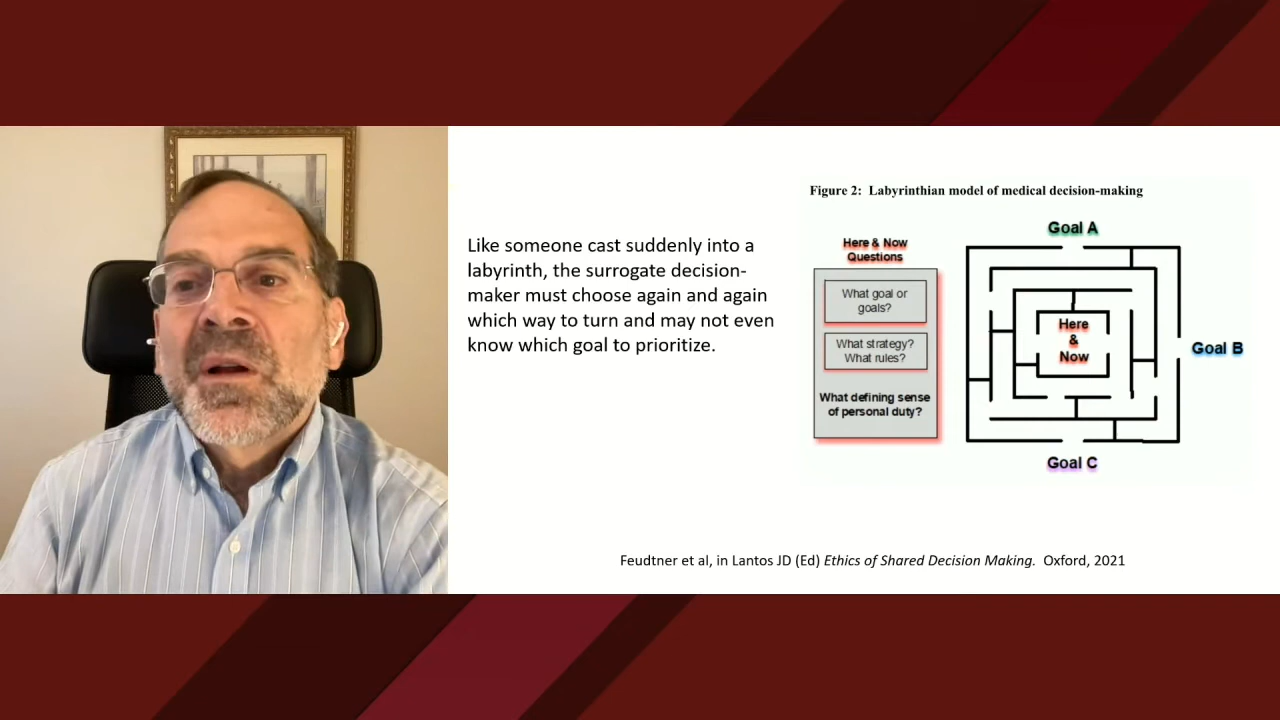 Like someone cast suddenly into a
labyrinth, the surrogate decision-
maker must choose again and again
which way to turn and may not even
know which goal to prioritize.
Figure 2: Labyrinthian model of medical decision-making
Here & Now
Questions
What goal or
goals?
What strategy?
What rules?
What defining sense
of personal duty?
Goal A
Here
&
Now
Goal B
Goal C
Feudtner et al, in Lantos JD (Ed) Ethics of Shared Decision Making. Oxford, 2021